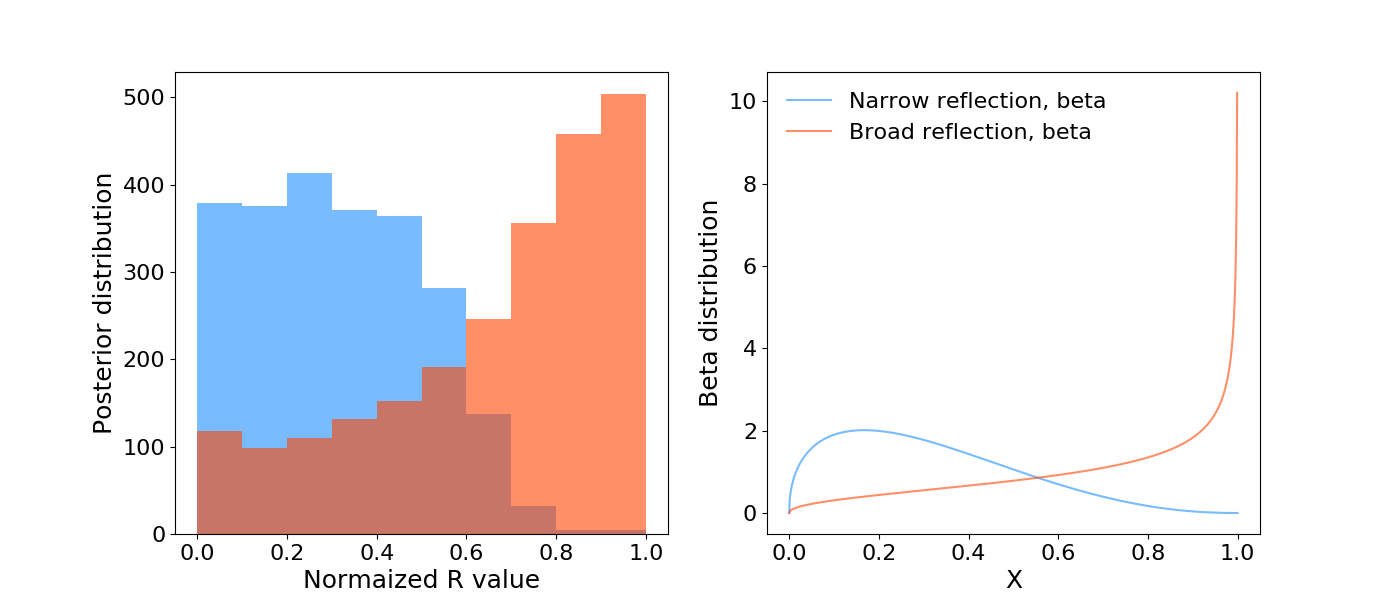 Posterior distribution
500
400
300
200
100
0
0.0 0.2 0.4 0.6 0.8 1.0
Normaized R value
Beta distribution
10
8
6
4
2
0
Narrow reflection, beta
Broad reflection, beta
0.0 0.2 0.4 0.6 0.8 1.0
X